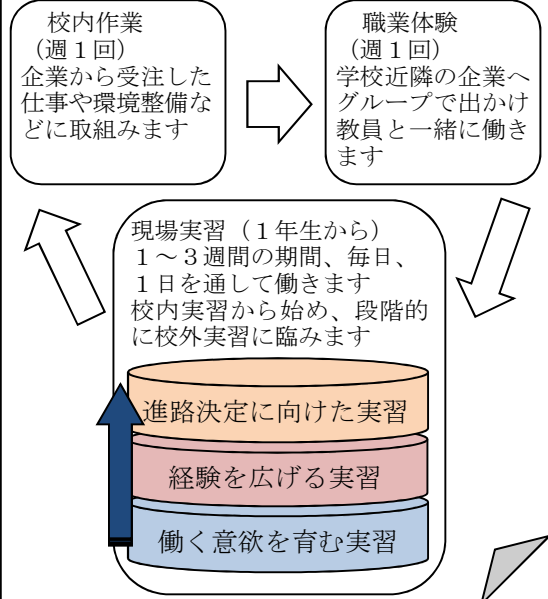 校内作業
（週１回）
企業から受注した
仕事や環境整備な
どに取組みます
職業体験
（週１回）
学校近隣の企業へ
グループで出かけ
教員と一緒に働き
ます
現場実習（１年生から）
１～３週間の期間、毎日、
１日を通して働きます
校内実習から始め、段階的
に校外実習に臨みます
進路決定に向けた実習
経験を広げる実習
働く意欲を育む実習